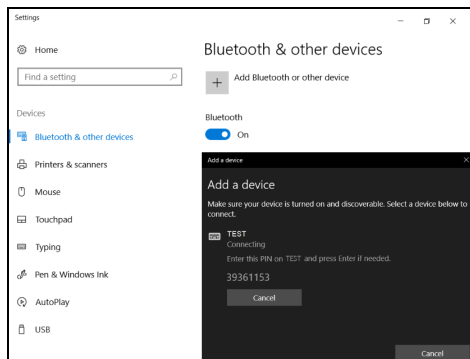 Settings
Home
Find a setting
Devices
Bluetooth & other devices
Printers & scanners
Mouse
Touchpad
Typing
Pen & Windows Ink
AutoPlay
USB
Bluetooth & other devices
Add Bluetooth or other device
Bluetooth
On
Add a device
Add a device
Make sure your device is turned on and discoverable. Select a device below to
connect.
TEST
Connecting
Enter this PIN on TEST and press Enter if needed.
39361153
Cancel
Cancel